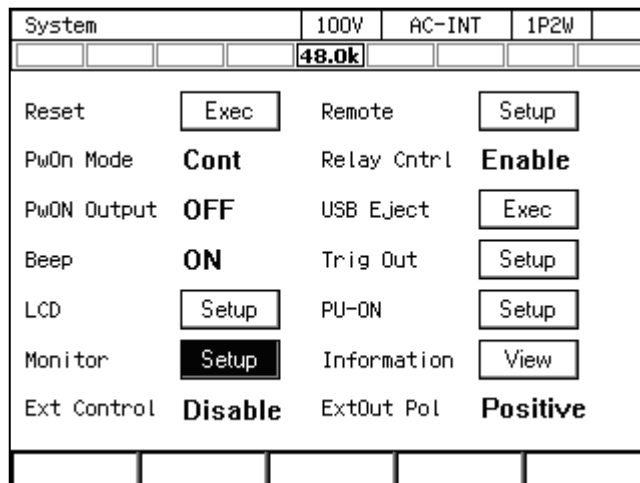 System 100V AC-INT 1P2W
48.0k
Reset Exec Remote Setup
PwOn Mode Cont Relay Cntrl Enable
PwON Output OFF USB Eject Exec
Beep ON Trig Out Setup
LCD Setup PU-ON Setup
Monitor Setup Information View
Ext Control Disable ExtOut Pol Positive